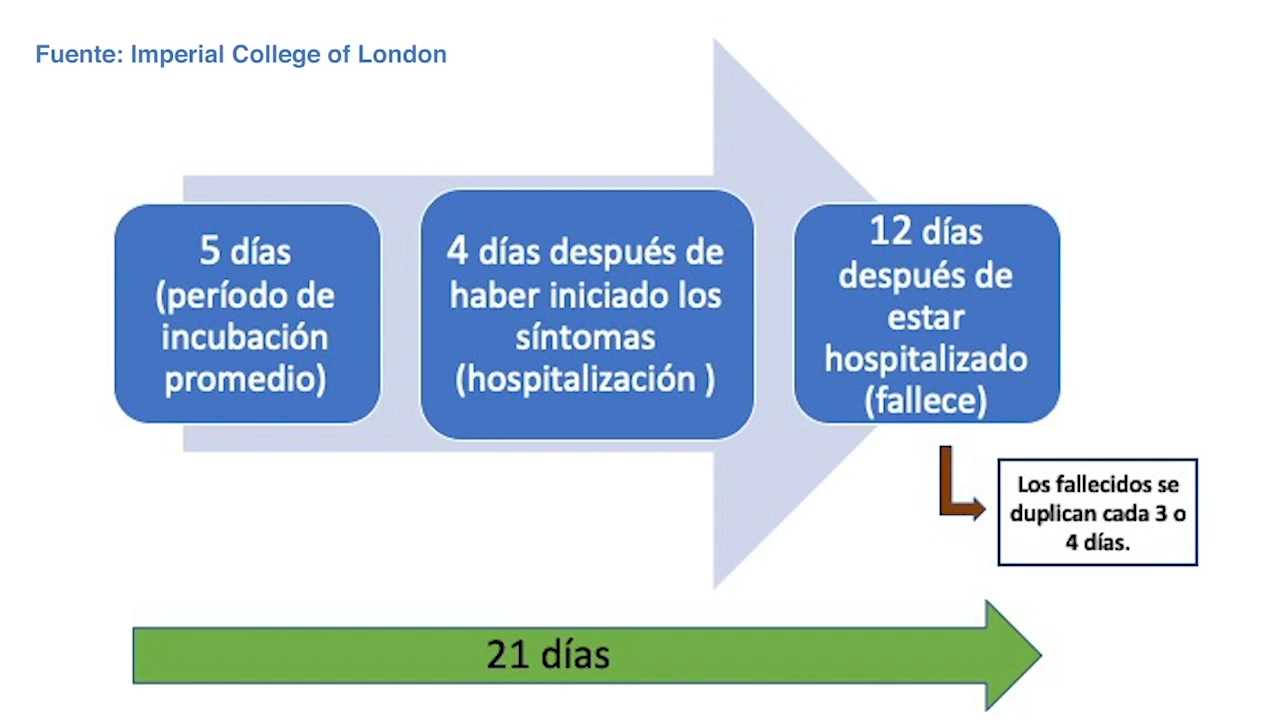 Fuente: Imperial College of London
5 días
(período de
incubación
promedio)
4 días después de
haber iniciado los
síntomas
(hospitalización )
12 días
después de
estar
hospitalizado
(fallece)
Los fallecidos se
duplican cada 3 o
4 días.
21 días